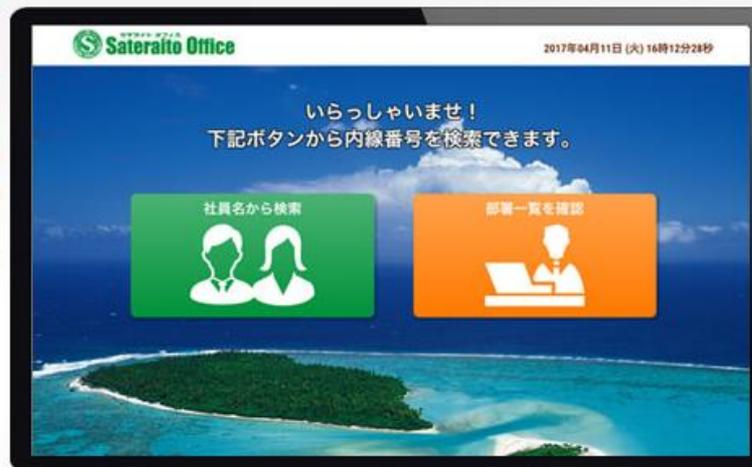 サテライト オフィス
Sateraito Office
2017年04月11日 (火) 16時12分28秒
いらっしゃいませ！
下記ボタンから内線番号を検索できます。
社員名から検索
部署一覧を確認